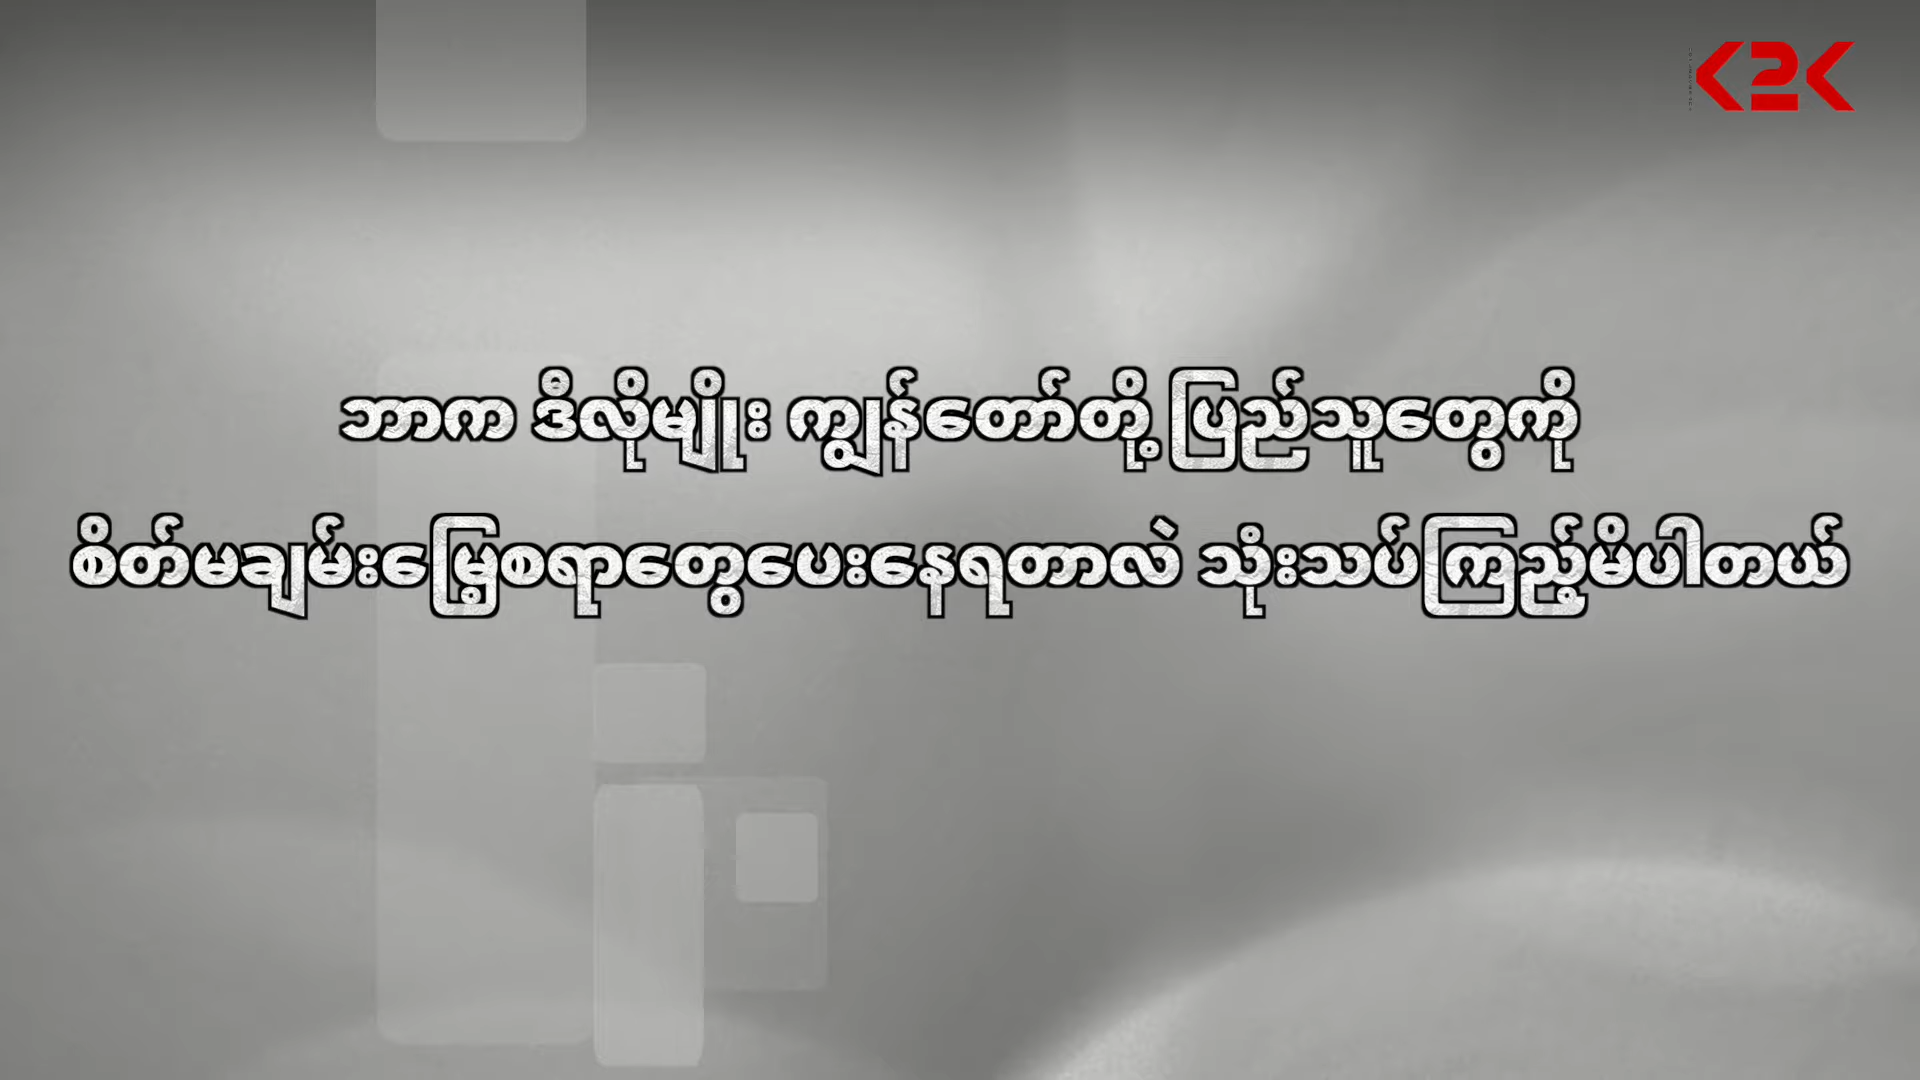 K2K
ဘာက ဒီလိုမျိုး ကျွန်တော်တို့ ပြည်သူတွေကို
စိတ်မချမ်းမြေ့စရာတွေပေးနေရတာလဲ သုံးသပ်ကြည့်မိပါတယ်